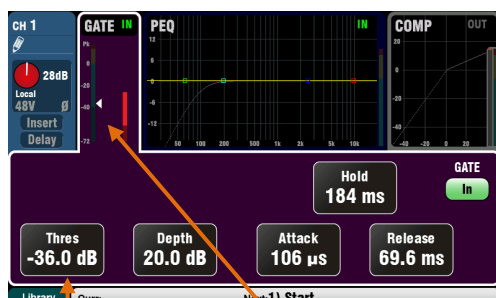 CH 1
GATE IN
PEQ IN
COMP OUT
Pk
0
-20
-40
-72
12
6
0
-6
-12
50 100 200 500 1k 2k 5k 10k
20
-40
-40 -20 0 20
28dB
Local
48V Ø
Insert
Delay
Hold
184 ms
GATE
In
Thres
-36.0 dB
Depth
20.0 dB
Attack
106 µs
Release
69.6 ms
Library
1) Start